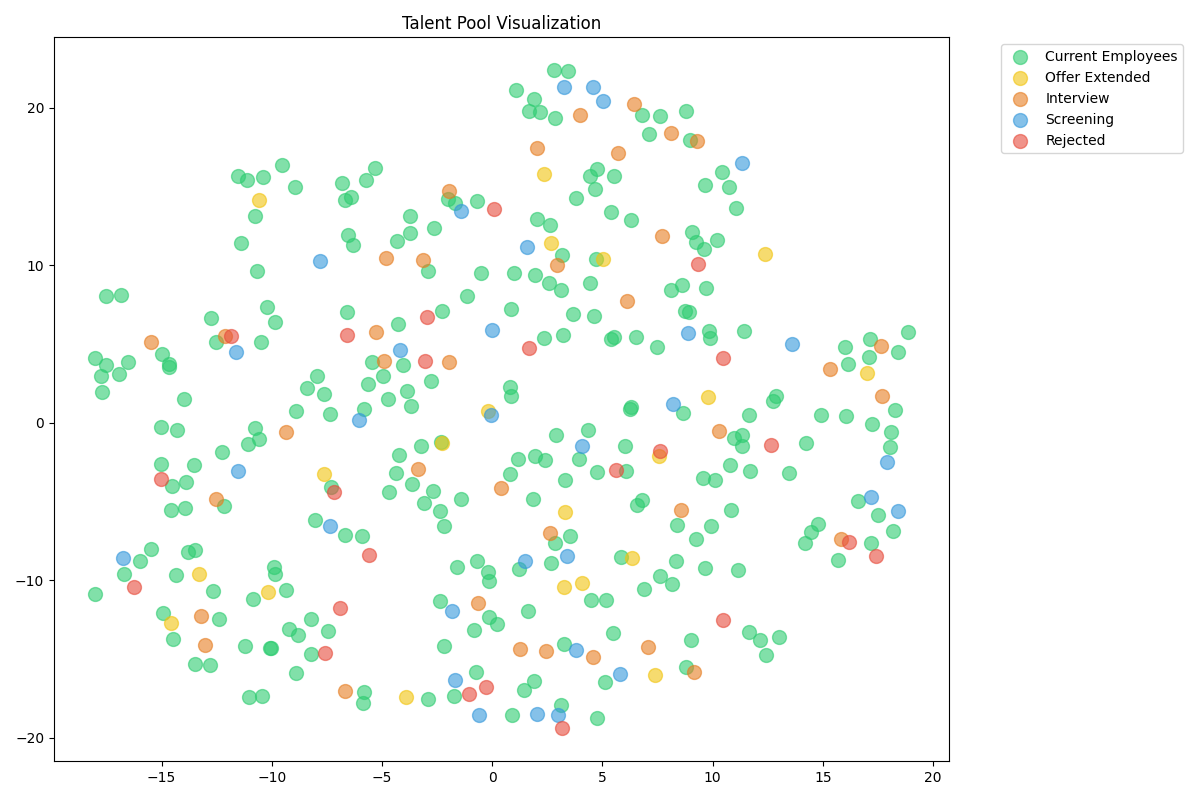 Talent Pool Visualization
Current Employees
Offer Extended
Interview
Screening
Rejected
20
10
0
−10
−20
−15
−10
−5
0
5
10
15
20